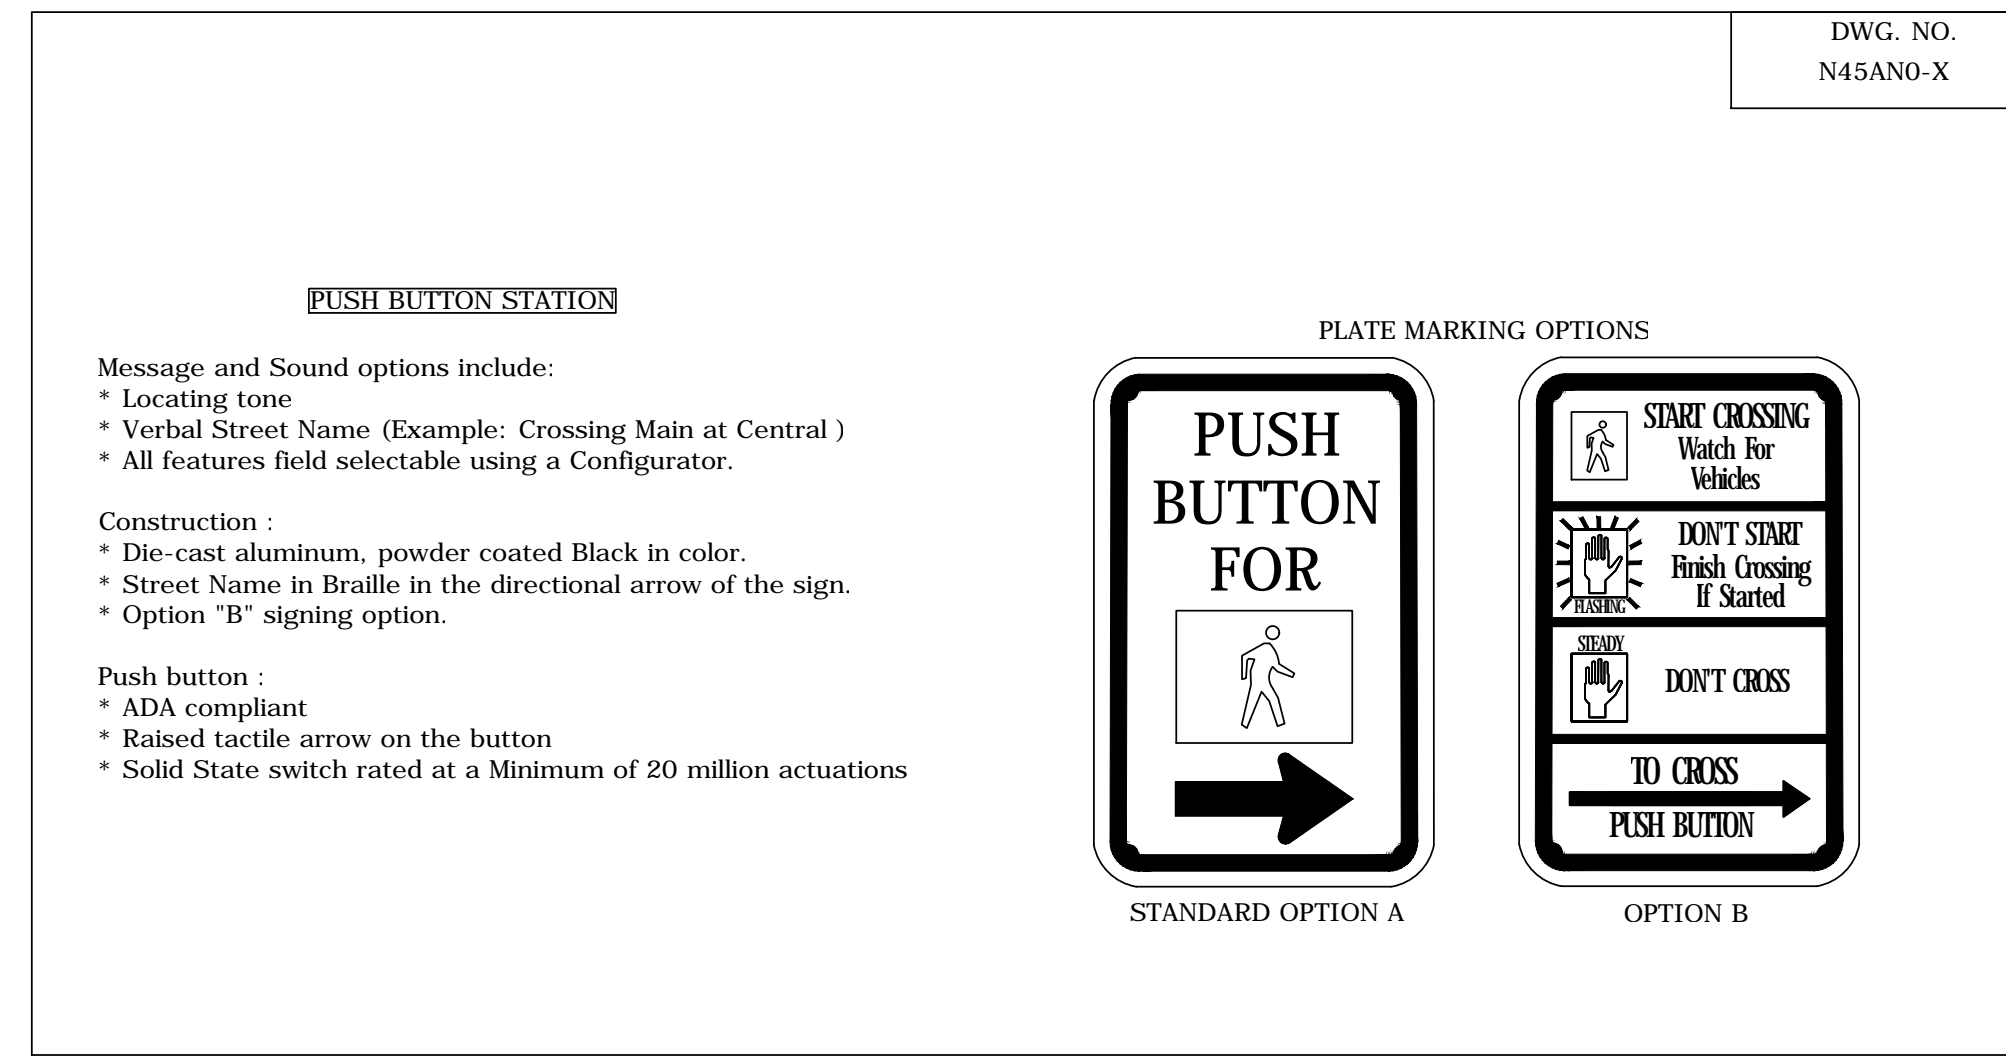 DWG. NO.
N45AN0-X
PUSH BUTTON STATION
Message and Sound options include:
* Locating tone
* Verbal Street Name (Example: Crossing Main at Central )
* All features field selectable using a Configurator.
Construction :
* Die-cast aluminum, powder coated Black in color.
* Street Name in Braille in the directional arrow of the sign.
* Option "B" signing option.
Push button :
* ADA compliant
* Raised tactile arrow on the button
* Solid State switch rated at a Minimum of 20 million actuations
PLATE MARKING OPTIONS
PUSH
BUTTON
FOR
STANDARD OPTION A
START CROSSING
Watch For
Vehicles
DON'T START
Finish Crossing
If Started
FLASHING
STEADY
DON'T CROSS
TO CROSS
PUSH BUTTON
OPTION B